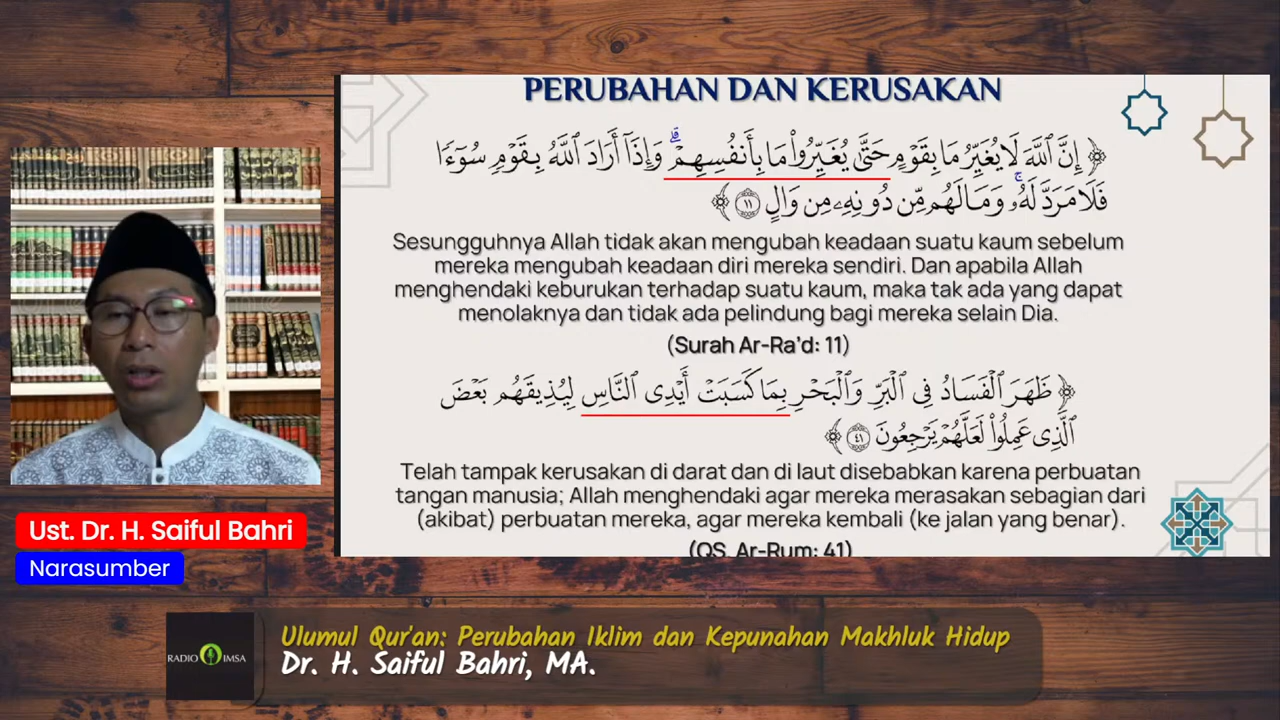 PERUBAHAN DAN KERUSAKAN
﴿ إِنَّ ٱللَّهَ لَا يُغَيِّرُ مَا بِقَوْمٍ حَتَّىٰ يُغَيِّرُوا۟ مَا بِأَنفُسِهِمْ ۗ وَإِذَآ أَرَادَ ٱللَّهُ بِقَوْمٍ سُوٓءًا
فَلَا مَرَدَّ لَهُۥ ۚ وَمَا لَهُم مِّن دُونِهِۦ مِن وَالٍ ١١ ﴾
Sesungguhnya Allah tidak akan mengubah keadaan suatu kaum sebelum
mereka mengubah keadaan diri mereka sendiri. Dan apabila Allah
menghendaki keburukan terhadap suatu kaum, maka tak ada yang dapat
menolaknya dan tidak ada pelindung bagi mereka selain Dia.
(Surah Ar-Ra'd: 11)
﴿ ظَهَرَ ٱلْفَسَادُ فِى ٱلْبَرِّ وَٱلْبَحْرِ بِمَا كَسَبَتْ أَيْدِى ٱلنَّاسِ لِيُذِيقَهُم بَعْضَ
ٱلَّذِى عَمِلُوا۟ لَعَلَّهُمْ يَرْجِعُونَ ٤١ ﴾
Telah tampak kerusakan di darat dan di laut disebabkan karena perbuatan
tangan manusia; Allah menghendaki agar mereka merasakan sebagian dari
(akibat) perbuatan mereka, agar mereka kembali (ke jalan yang benar).
(QS. Ar-Rum: 41)
Ust. Dr. H. Saiful Bahri
Narasumber
RADIO IMSA
Ulumul Qur'an: Perubahan Iklim dan Kepunahan Makhluk Hidup
Dr. H. Saiful Bahri, MA.